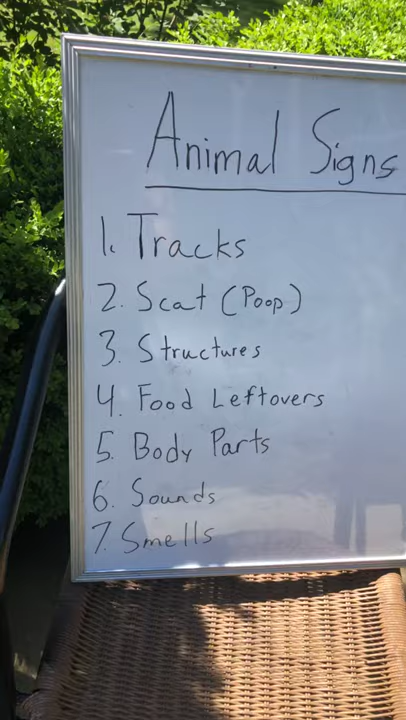 Animal Signs
1. Tracks
2. Scat (Poop)
3. Structures
4. Food Leftovers
5. Body Parts
6. Sounds
7. Smells